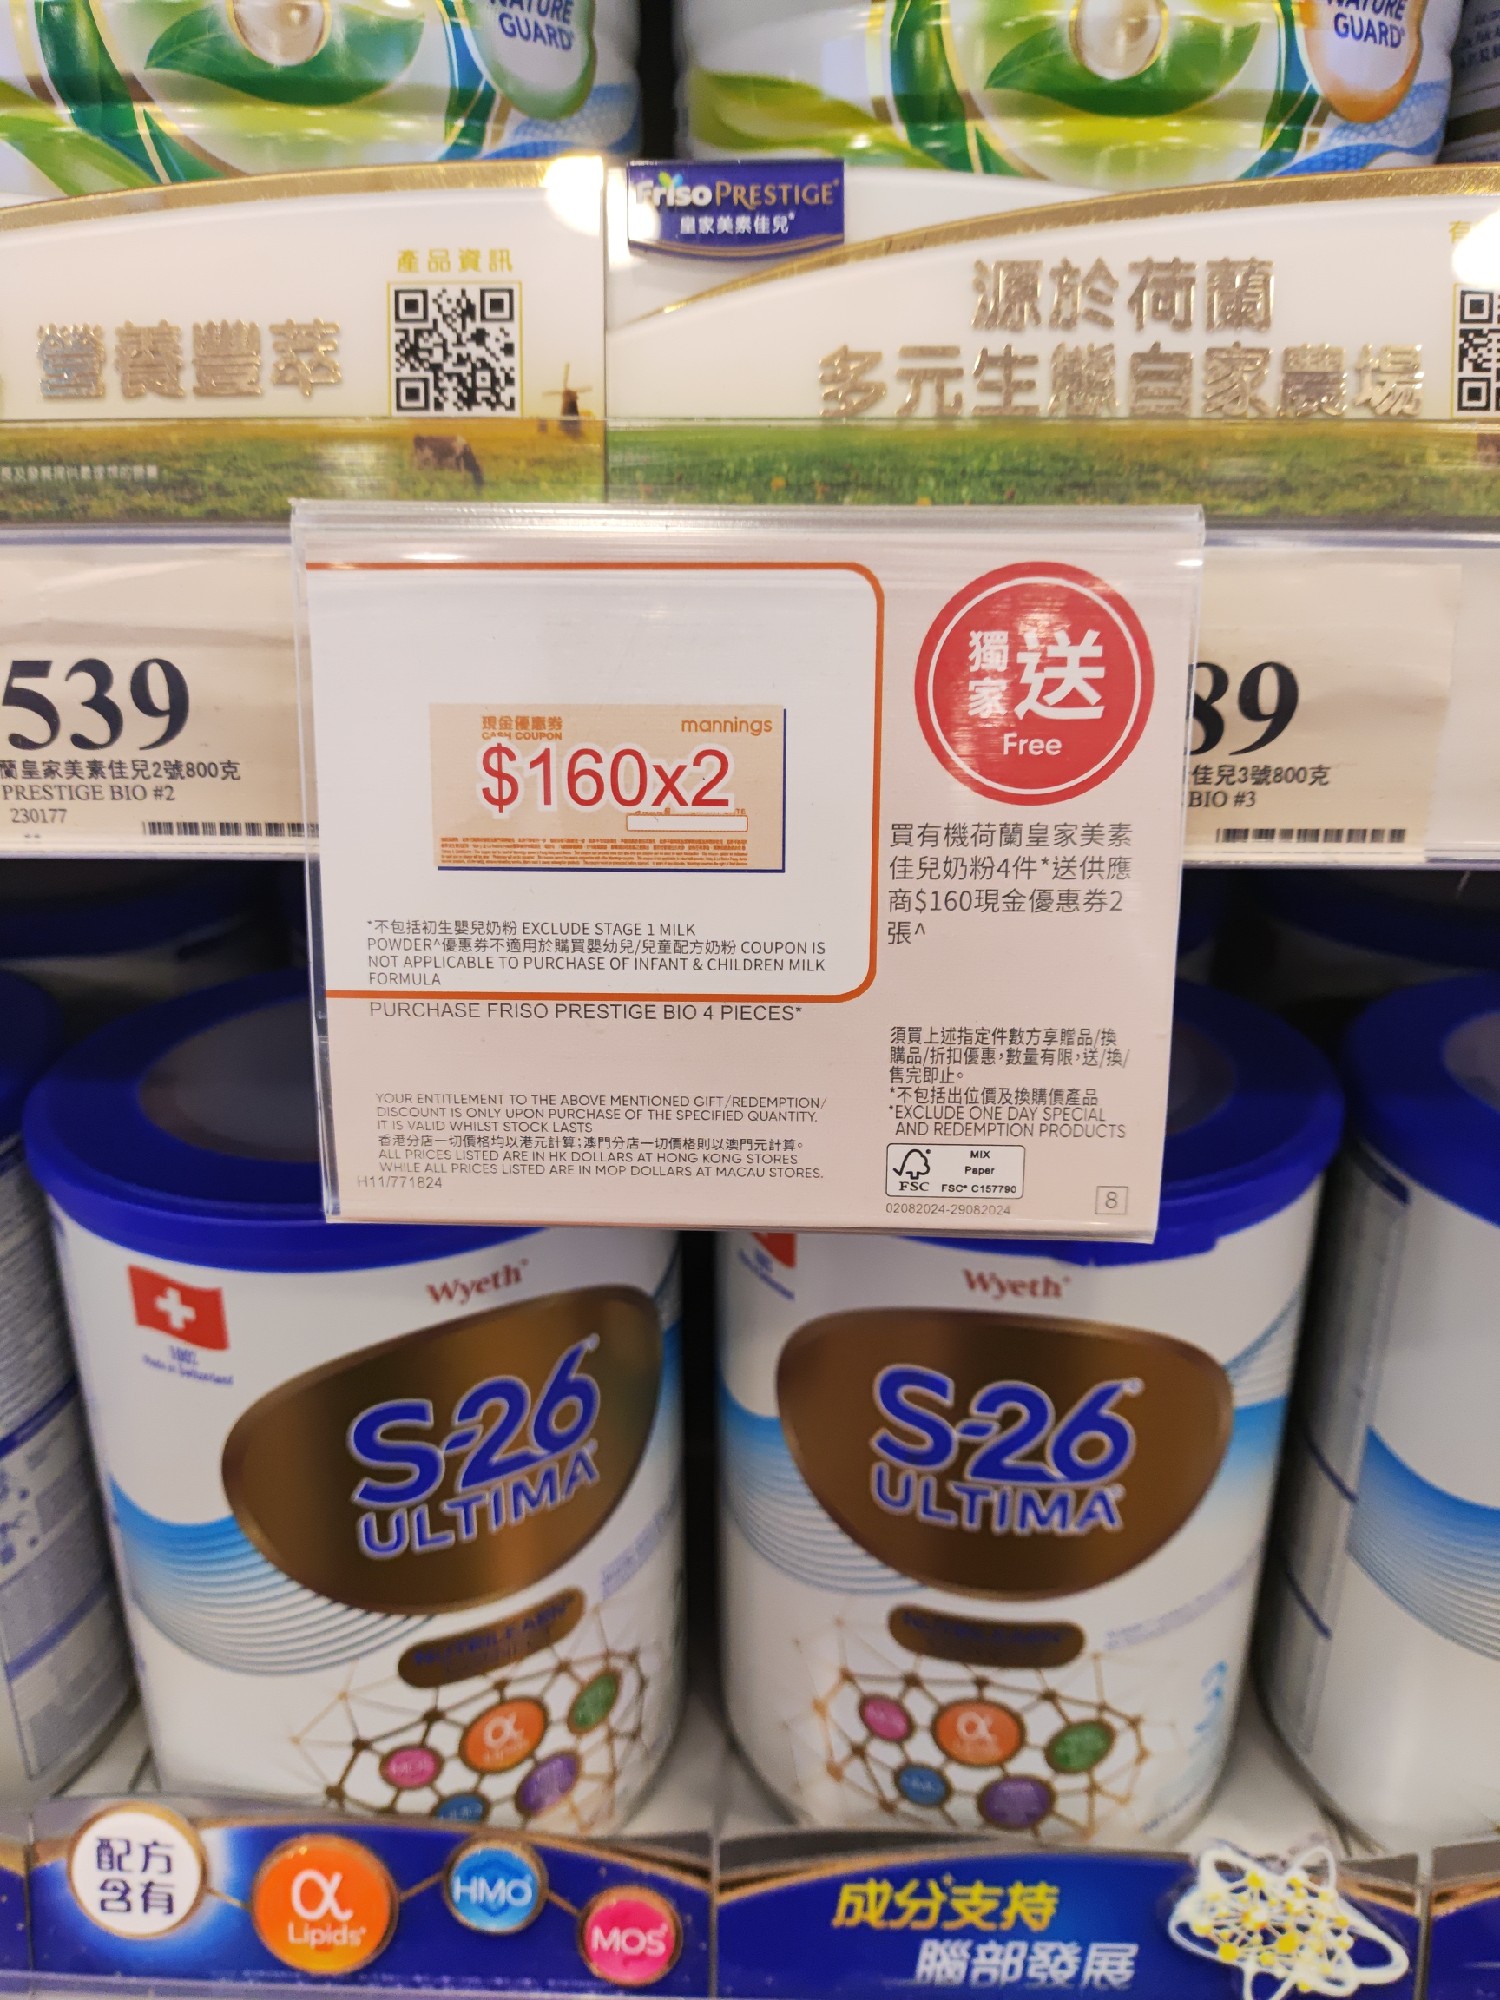 NATURE
GUARD
NATURE
GUARD
Friso PRESTIGE
皇家美素佳兒
產品資訊
營養豐萃
源於荷蘭
多元生態自家農場
539
蘭皇家美素佳兒2號800克
PRESTIGE BIO #2
230177
89
佳兒3號800克
BIO #3
現金優惠券
CASH COUPON
mannings
$160x2
獨家送
Free
買有機荷蘭皇家美素
佳兒奶粉4件*送供應
商$160現金優惠券2
張^
*不包括初生嬰兒奶粉 EXCLUDE STAGE 1 MILK
POWDER^優惠券不適用於購買嬰幼兒/兒童配方奶粉 COUPON IS
NOT APPLICABLE TO PURCHASE OF INFANT & CHILDREN MILK
FORMULA
PURCHASE FRISO PRESTIGE BIO 4 PIECES*
須買上述指定件數方享贈品/換
購品/折扣優惠,數量有限,送/換/
售完即止。
*不包括出位價及換購價產品
*EXCLUDE ONE DAY SPECIAL
AND REDEMPTION PRODUCTS
YOUR ENTITLEMENT TO THE ABOVE MENTIONED GIFT/REDEMPTION/
DISCOUNT IS ONLY UPON PURCHASE OF THE SPECIFIED QUANTITY.
IT IS VALID WHILST STOCK LASTS
香港分店一切價格均以港元計算;澳門分店一切價格則以澳門元計算。
ALL PRICES LISTED ARE IN HK DOLLARS AT HONG KONG STORES
WHILE ALL PRICES LISTED ARE IN MOP DOLLARS AT MACAU STORES.
H11/771824
FSC
MIX
Paper
FSC® C157790
02082024-29082024
8
Wyeth
S-26
ULTIMA
Wyeth
S-26
ULTIMA
α
α
3
配方
含有
α
Lipids
HMO
MOS
成分支持
腦部發展